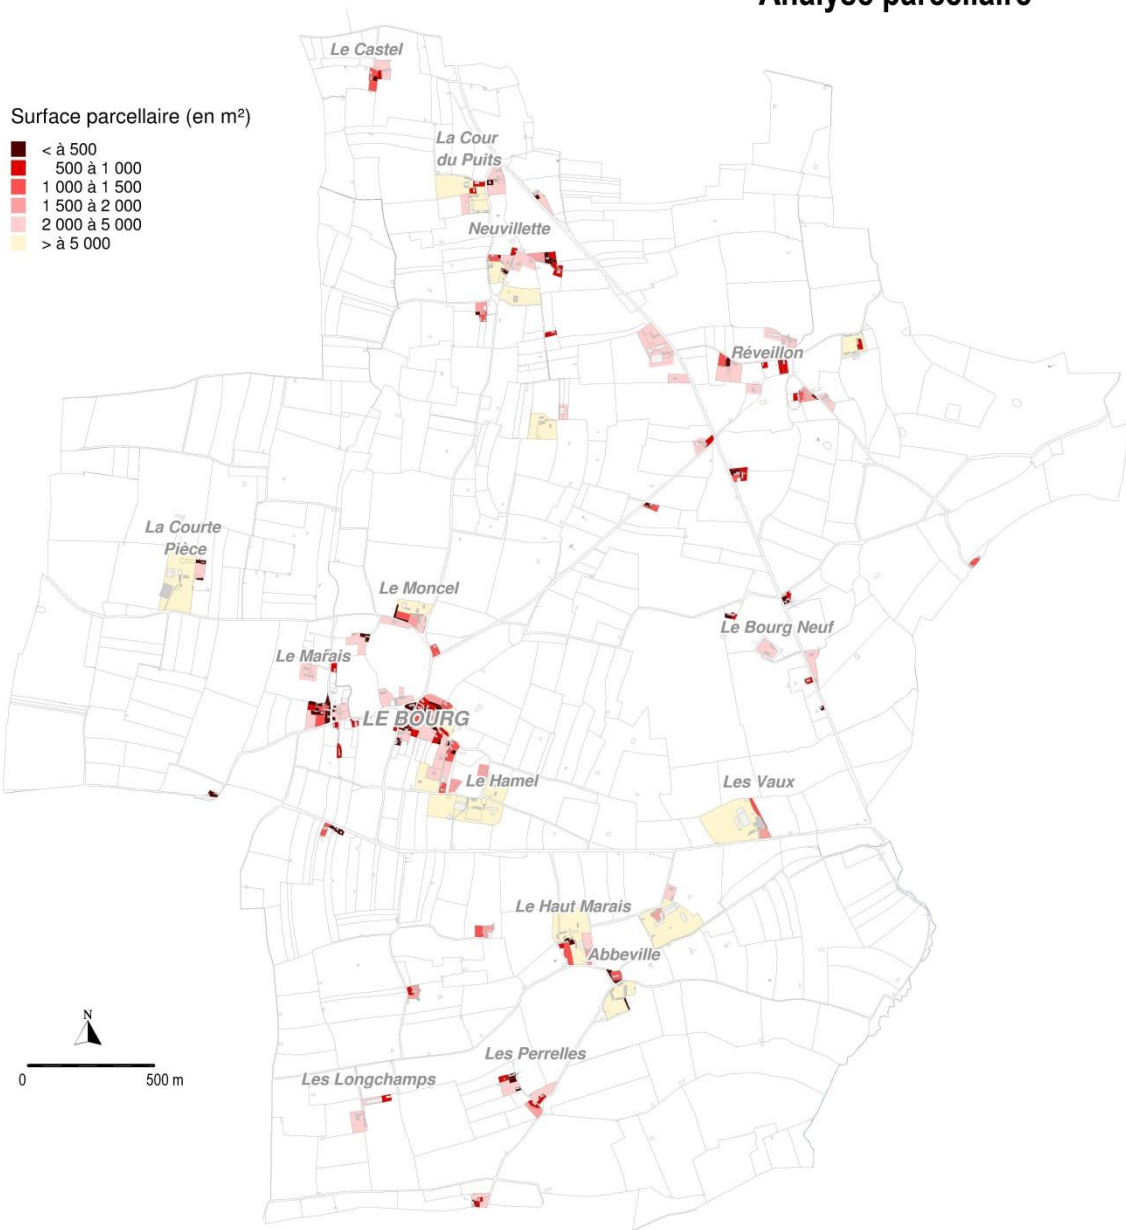 Analyse parcellaire
Le Castel
Surface parcellaire (en m²)
< à 500
500 à 1 000
1 000 à 1 500
1 500 à 2 000
2 000 à 5 000
> à 5 000
La Cour
du Puits
Neuvillette
Réveillon
La Courte
Pièce
Le Moncel
Le Bourg Neuf
Le Marais
LE BOURG
Le Hamel
Les Vaux
Le Haut Marais
Abbeville
N
Les Perrelles
0 500 m
Les Longchamps